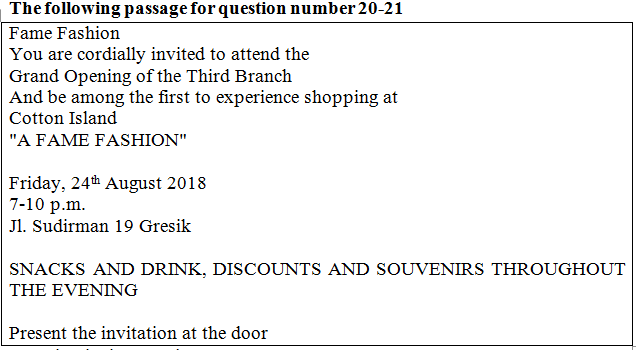 The following passage for question number 20-21
Fame Fashion
You are cordially invited to attend the
Grand Opening of the Third Branch
And be among the first to experience shopping at
Cotton Island
"A FAME FASHION"
Friday, 24th August 2018
7-10 p.m.
Jl. Sudirman 19 Gresik
SNACKS AND DRINK, DISCOUNTS AND SOUVENIRS THROUGHOUT
THE EVENING
Present the invitation at the door